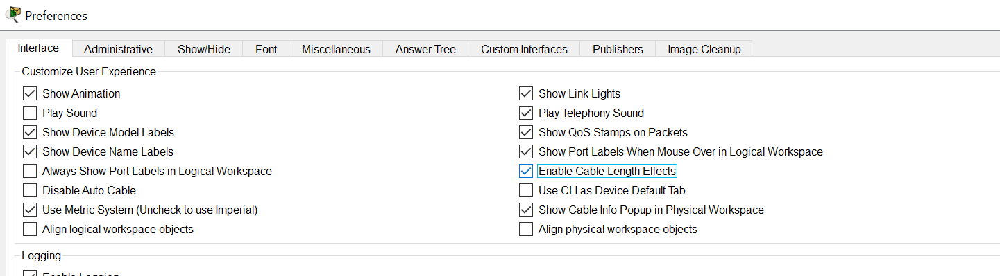 Preferences
Interface Administrative Show/Hide Font Miscellaneous Answer Tree Custom Interfaces Publishers Image Cleanup
Customize User Experience
Show Animation Show Link Lights
Play Sound Play Telephony Sound
Show Device Model Labels Show QoS Stamps on Packets
Show Device Name Labels Show Port Labels When Mouse Over in Logical Workspace
Always Show Port Labels in Logical Workspace Enable Cable Length Effects
Disable Auto Cable Use CLI as Device Default Tab
Use Metric System (Uncheck to use Imperial) Show Cable Info Popup in Physical Workspace
Align logical workspace objects Align physical workspace objects
Logging
Enable Logging